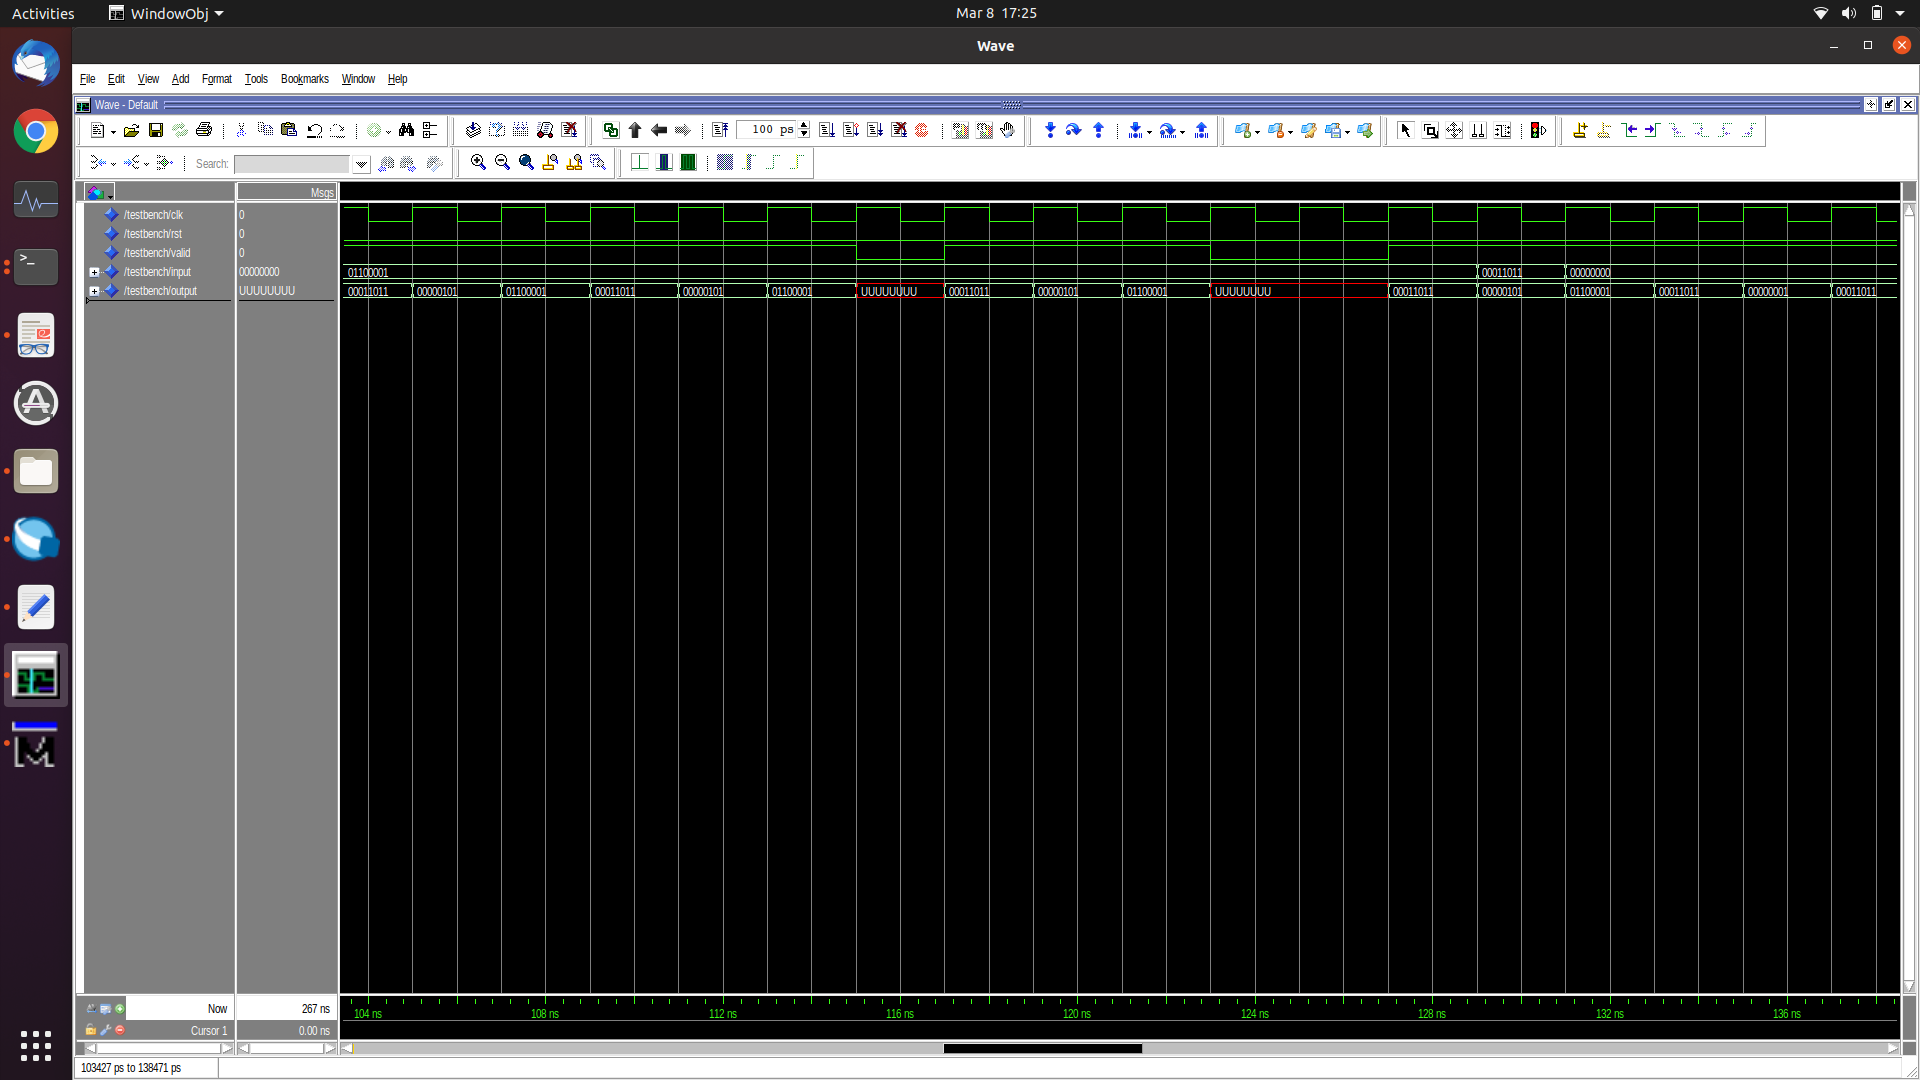 Activities
WindowObj
Mar 8 17:25
Wave
File Edit View Add Format Tools Bookmarks Window Help
Wave - Default
100 ps
Search:
Msgs
/testbench/clk 0
/testbench/rst 0
/testbench/valid 0
/testbench/input 00000000 01100001 00011011 00000000
/testbench/output UUUUUUUU 00011011 00000101 01100001 00011011 00000101 01100001 UUUUUUUU 00011011 00000101 01100001 UUUUUUUU 00011011 00000101 01100001 00011011 00000001 00011011
Now 267 ns
104 ns 108 ns 112 ns 116 ns 120 ns 124 ns 128 ns 132 ns 136 ns
Cursor 1 0.00 ns
103427 ps to 138471 ps